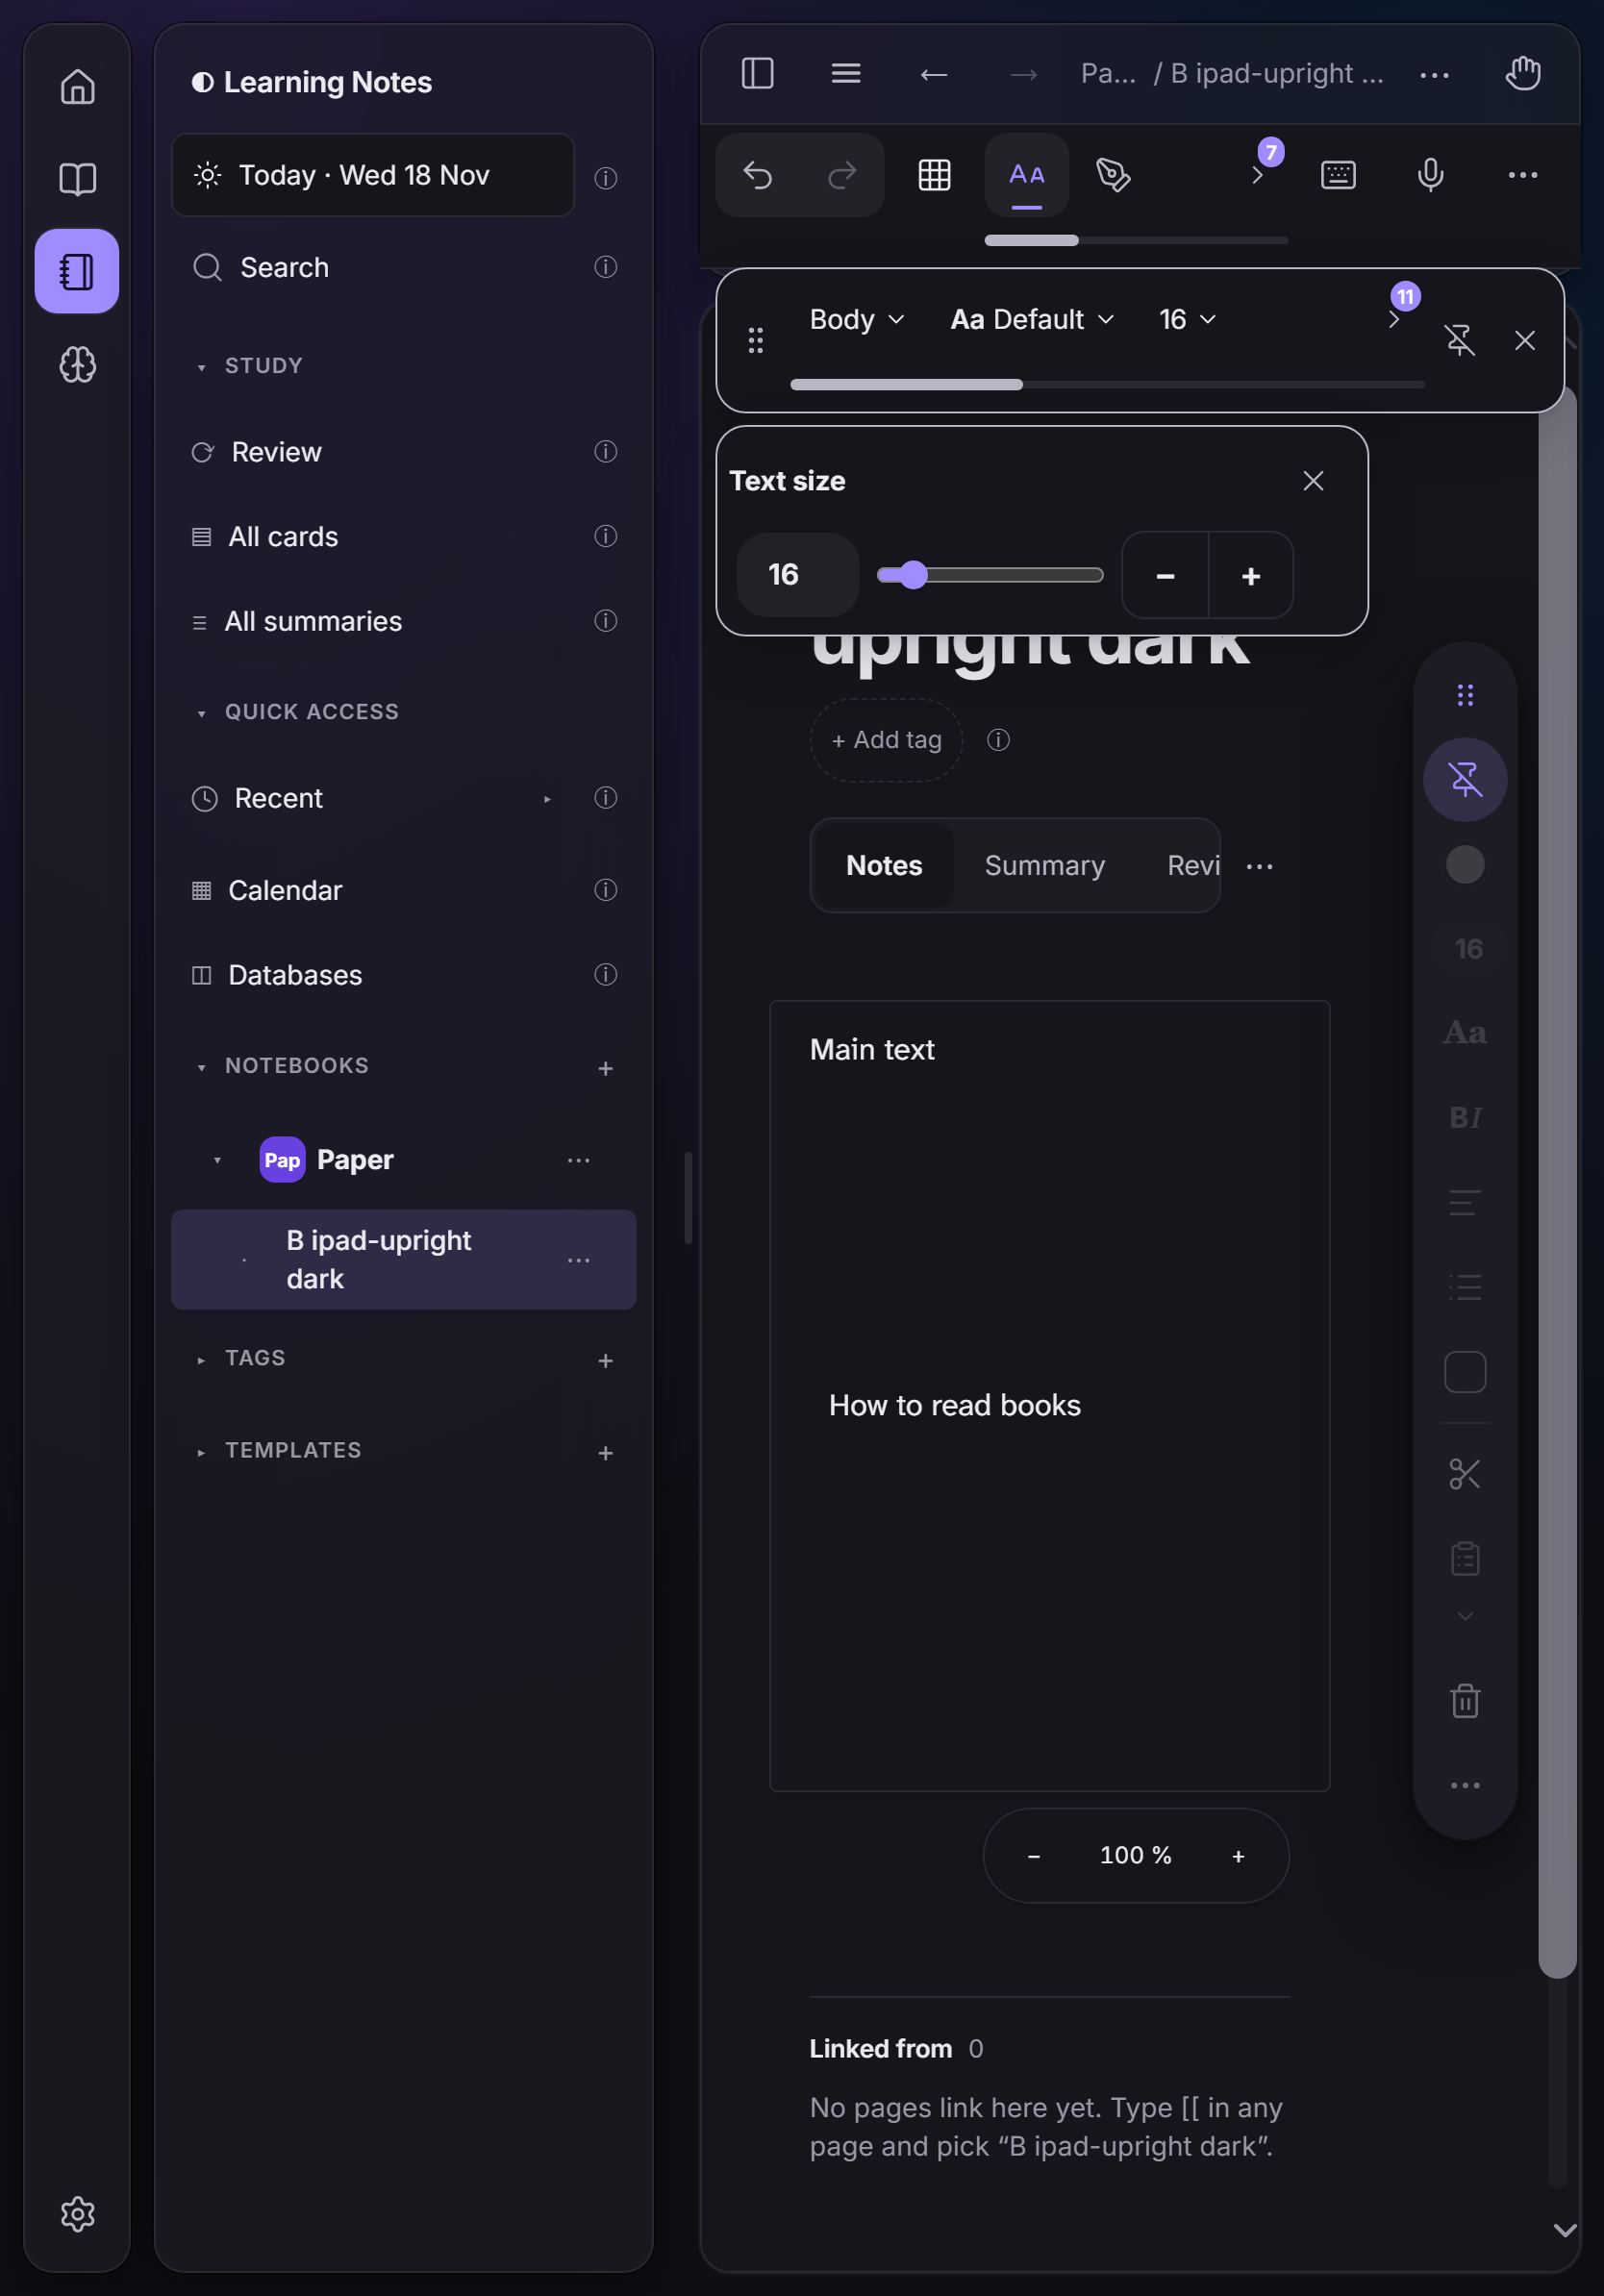 Learning Notes
Today · Wed 18 Nov
Search
STUDY
Review
All cards
All summaries
QUICK ACCESS
Recent
Calendar
Databases
NOTEBOOKS
Pap Paper
B ipad-upright
dark
TAGS
TEMPLATES
Pa... / B ipad-upright ...
AA
7
Body
Aa Default
16
11
Text size
16
− +
upright dark
+ Add tag
Notes Summary Revi
16
Aa
BI
Main text
How to read books
− 100 % +
Linked from 0
No pages link here yet. Type [[ in any
page and pick “B ipad-upright dark”.